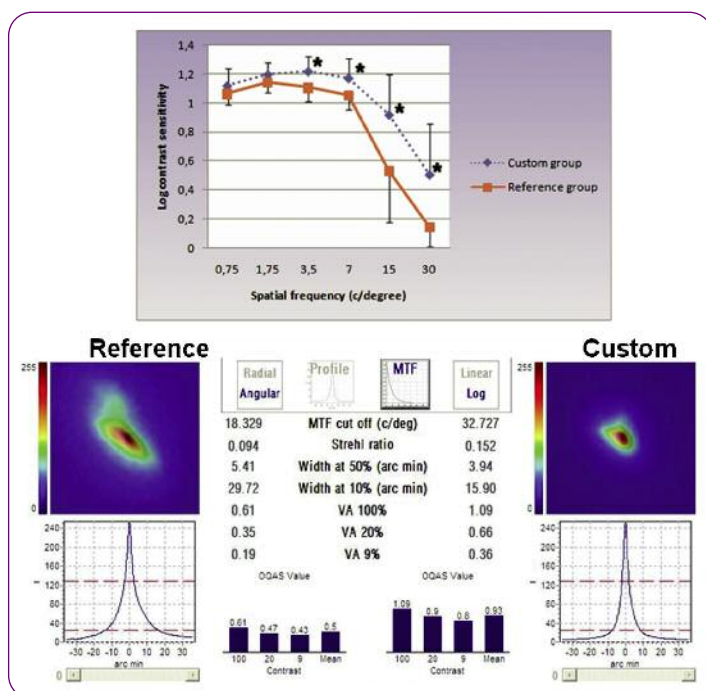 1,4
1,2
1
0,8
0,6
0,4
0,2
0
Log contrast sensitivity
* * * *
0,75 1,75 3,5 7 15 30
Spatial frequency (c/degree)
Custom group
Reference group
Reference
Custom
255
0
Radial
Angular
Profile
MTF
Linear
Log
18.329 MTF cut off (c/deg) 32.727
0.094 Strehl ratio 0.152
5.41 Width at 50% (arc min) 3.94
29.72 Width at 10% (arc min) 15.90
0.61 VA 100% 1.09
0.35 VA 20% 0.66
0.19 VA 9% 0.36
255
0
240
200
160
120
80
40
0
I
-30 -20 -10 0 10 20 30
arc min
0
OQAS Value
0.61 0.47 0.43 0.5
100 20 9 Mean
Contrast
OQAS Value
1.09 0.9 0.8 0.93
100 20 9 Mean
Contrast
240
200
160
120
80
40
0
I
-30 -20 -10 0 10 20 30
arc min
0